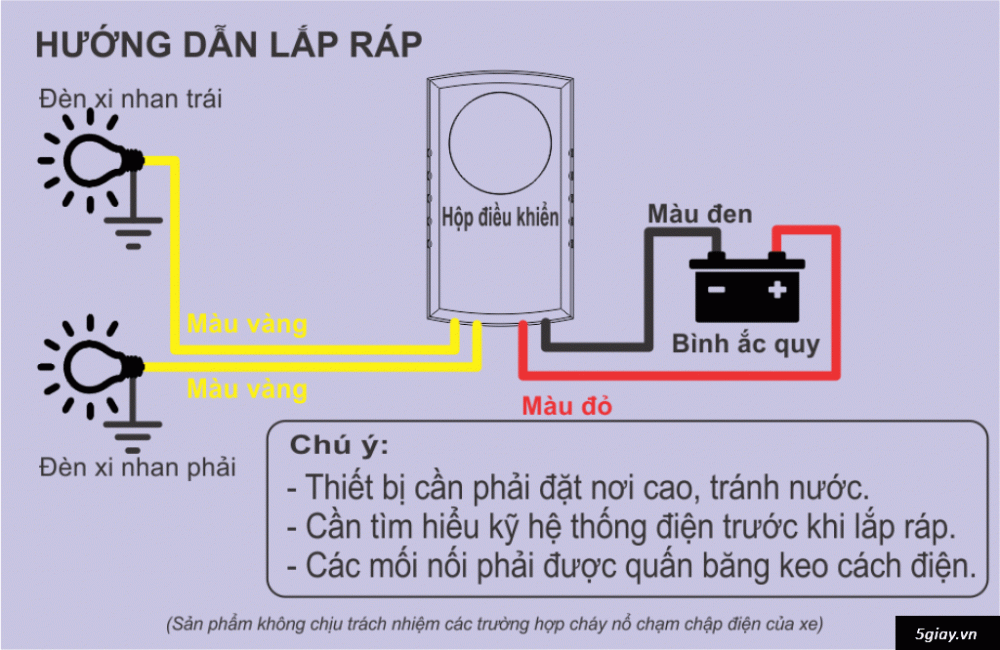 HƯỚNG DẪN LẮP RÁP
Đèn xi nhan trái
Hộp điều khiển
Màu đen
- +
Bình ắc quy
Màu vàng
Màu vàng
Màu đỏ
Đèn xi nhan phải
Chú ý:
- Thiết bị cần phải đặt nơi cao, tránh nước.
- Cần tìm hiểu kỹ hệ thống điện trước khi lắp ráp.
- Các mối nối phải được quấn băng keo cách điện.
(Sản phẩm không chịu trách nhiệm các trường hợp cháy nổ chạm chập điện của xe)
5giay.vn